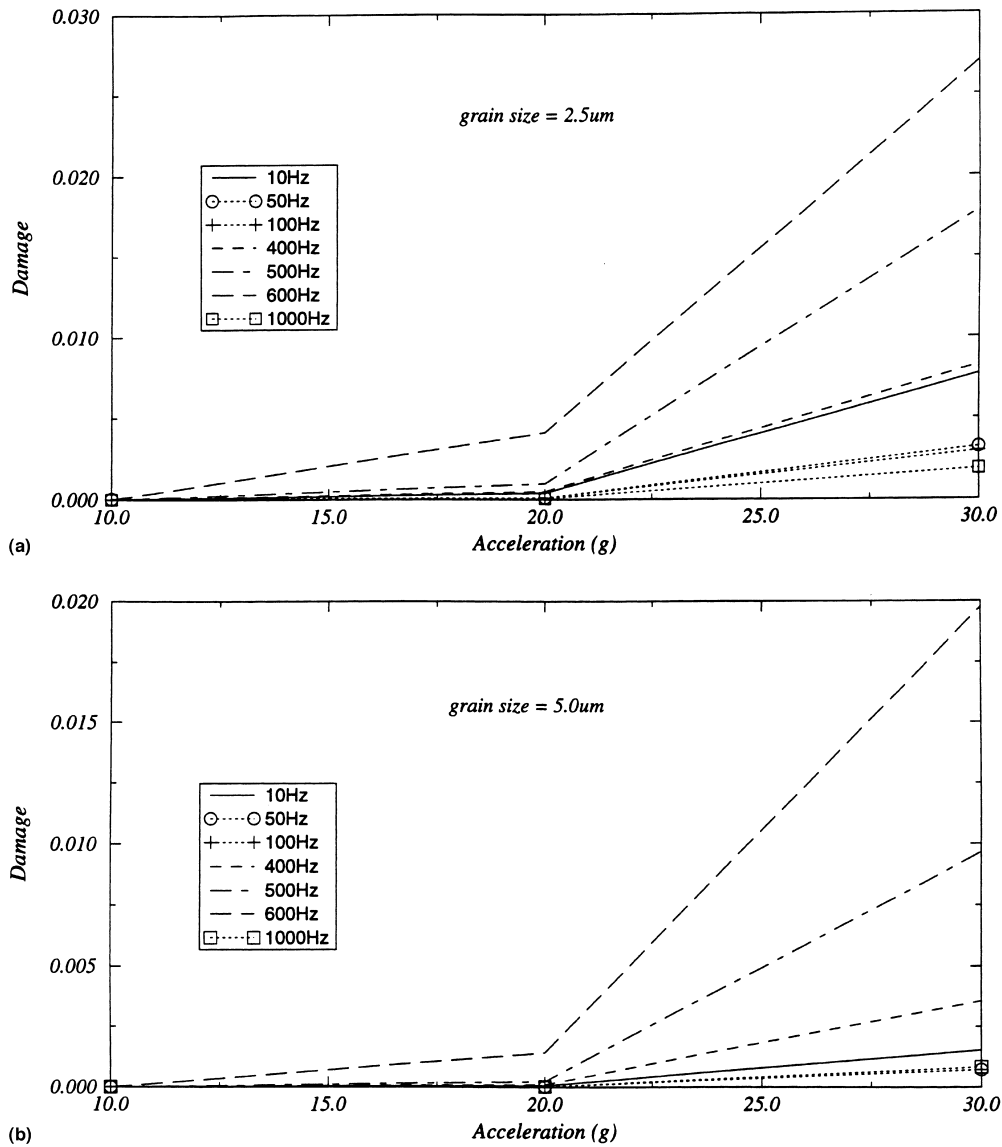 0.030
grain size = 2.5um
0.020
10Hz
50Hz
100Hz
400Hz
500Hz
600Hz
1000Hz
Damage
0.010
0.000
10.0 15.0 20.0 25.0 30.0
(a)
Acceleration (g)
0.020
grain size = 5.0um
0.015
10Hz
50Hz
100Hz
400Hz
500Hz
600Hz
1000Hz
Damage
0.010
0.005
0.000
10.0 15.0 20.0 25.0 30.0
(b)
Acceleration (g)